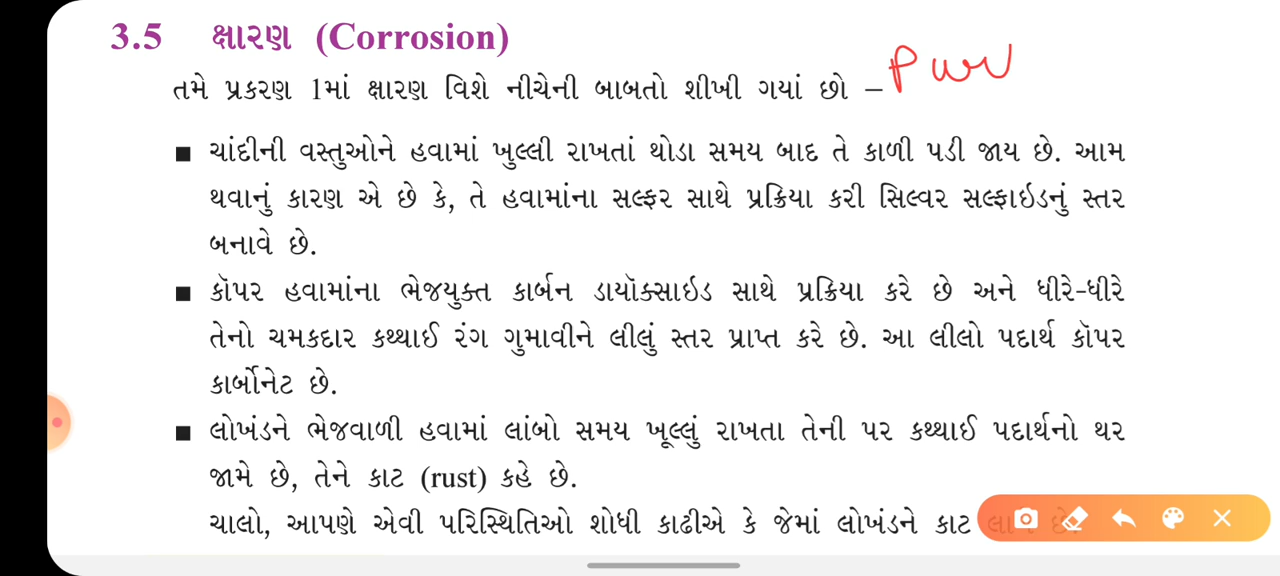 3.5 ક્ષારણ (Corrosion)
તમે પ્રકરણ 1માં ક્ષારણ વિશે નીચેની બાબતો શીખી ગયાં છો –
■ ચાંદીની વસ્તુઓને હવામાં ખુલ્લી રાખતાં થોડા સમય બાદ તે કાળી પડી જાય છે. આમ
થવાનું કારણ એ છે કે, તે હવામાંના સલ્ફર સાથે પ્રક્રિયા કરી સિલ્વર સલ્ફાઇડનું સ્તર
બનાવે છે.
■ કૉપર હવામાંના ભેજયુક્ત કાર્બન ડાયૉક્સાઇડ સાથે પ્રક્રિયા કરે છે અને ધીરે-ધીરે
તેનો ચમકદાર કથ્થાઈ રંગ ગુમાવીને લીલું સ્તર પ્રાપ્ત કરે છે. આ લીલો પદાર્થ કૉપર
કાર્બોનેટ છે.
■ લોખંડને ભેજવાળી હવામાં લાંબો સમય ખૂલ્લું રાખતા તેની પર કથ્થાઈ પદાર્થનો થર
જામે છે, તેને કાટ (rust) કહે છે.
ચાલો, આપણે એવી પરિસ્થિતિઓ શોધી કાઢીએ કે જેમાં લોખંડને કાટ લાગે છે.